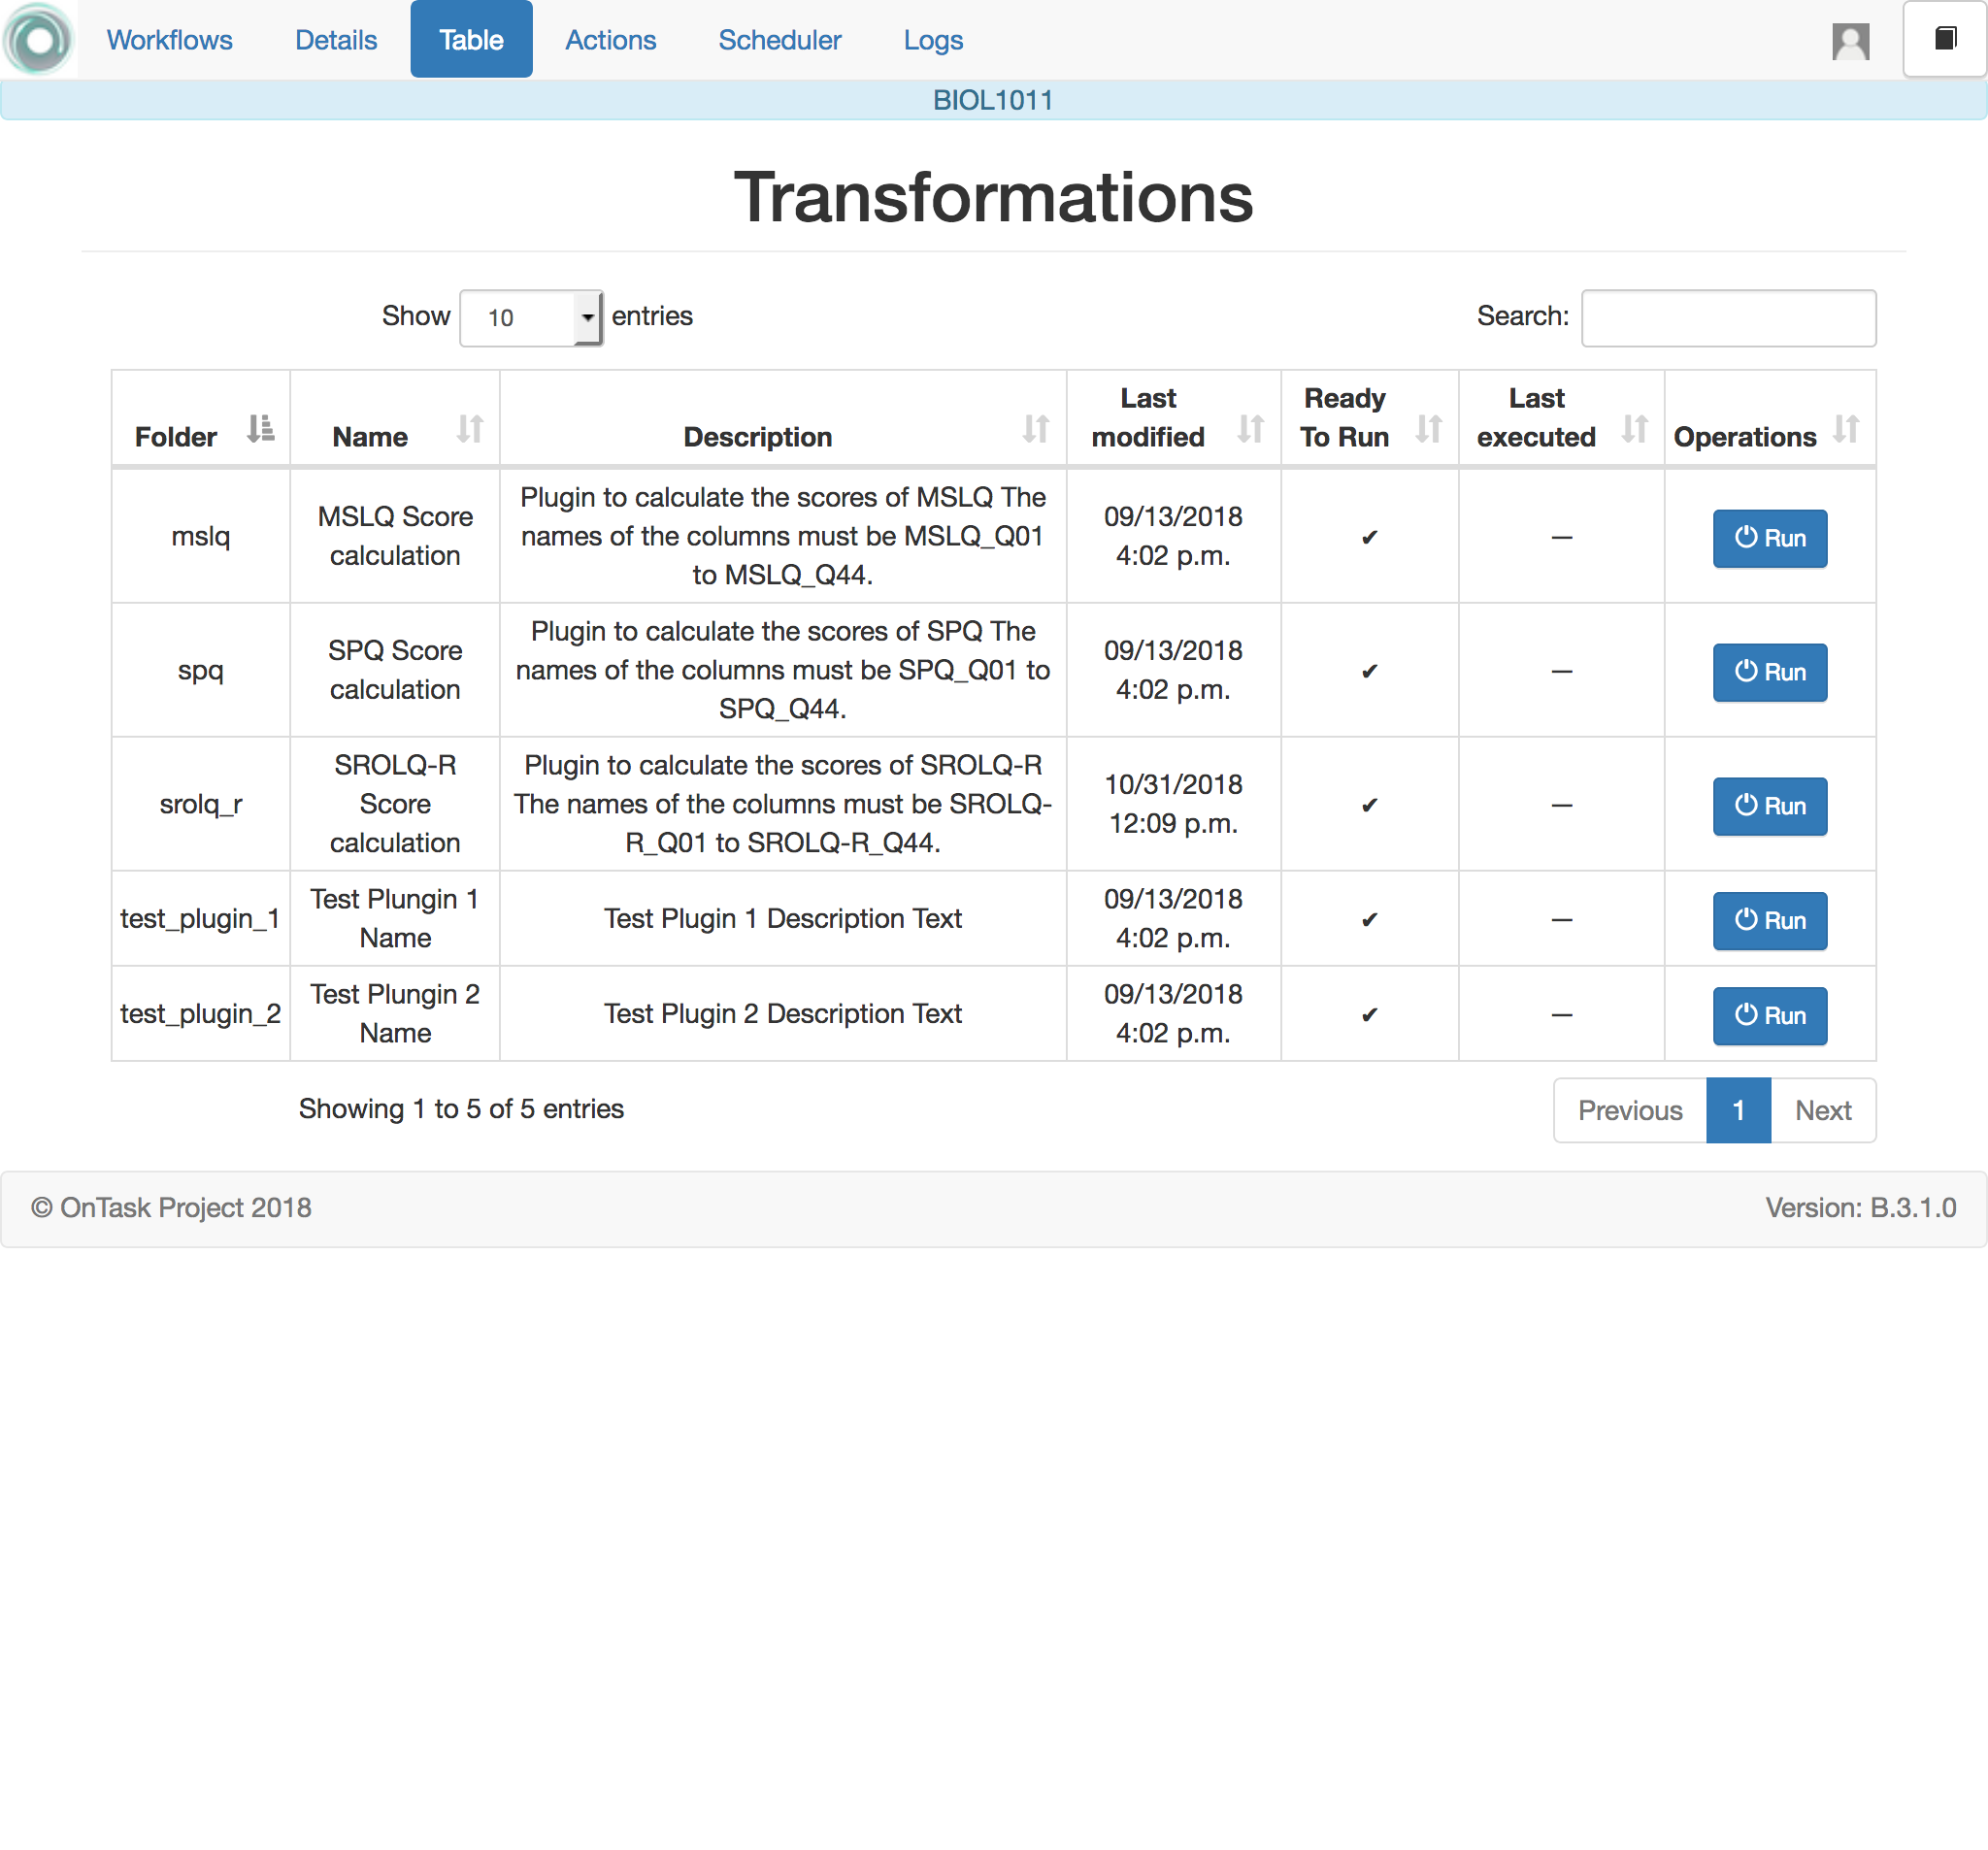 Workflows Details Table Actions Scheduler Logs
BIOL1011
Transformations
Show 10 entries Search:
Folder Name Description Last modified Ready To Run Last executed Operations
mslq
MSLQ Score
calculation
Plugin to calculate the scores of MSLQ The
names of the columns must be MSLQ_Q01
to MSLQ_Q44.
09/13/2018
4:02 p.m.
✔
—
Run
spq
SPQ Score
calculation
Plugin to calculate the scores of SPQ The
names of the columns must be SPQ_Q01 to
SPQ_Q44.
09/13/2018
4:02 p.m.
✔
—
Run
srolq_r
SROLQ-R
Score
calculation
Plugin to calculate the scores of SROLQ-R
The names of the columns must be SROLQ-
R_Q01 to SROLQ-R_Q44.
10/31/2018
12:09 p.m.
✔
—
Run
test_plugin_1
Test Plungin 1
Name
Test Plugin 1 Description Text
09/13/2018
4:02 p.m.
✔
—
Run
test_plugin_2
Test Plungin 2
Name
Test Plugin 2 Description Text
09/13/2018
4:02 p.m.
✔
—
Run
Showing 1 to 5 of 5 entries Previous 1 Next
© OnTask Project 2018 Version: B.3.1.0